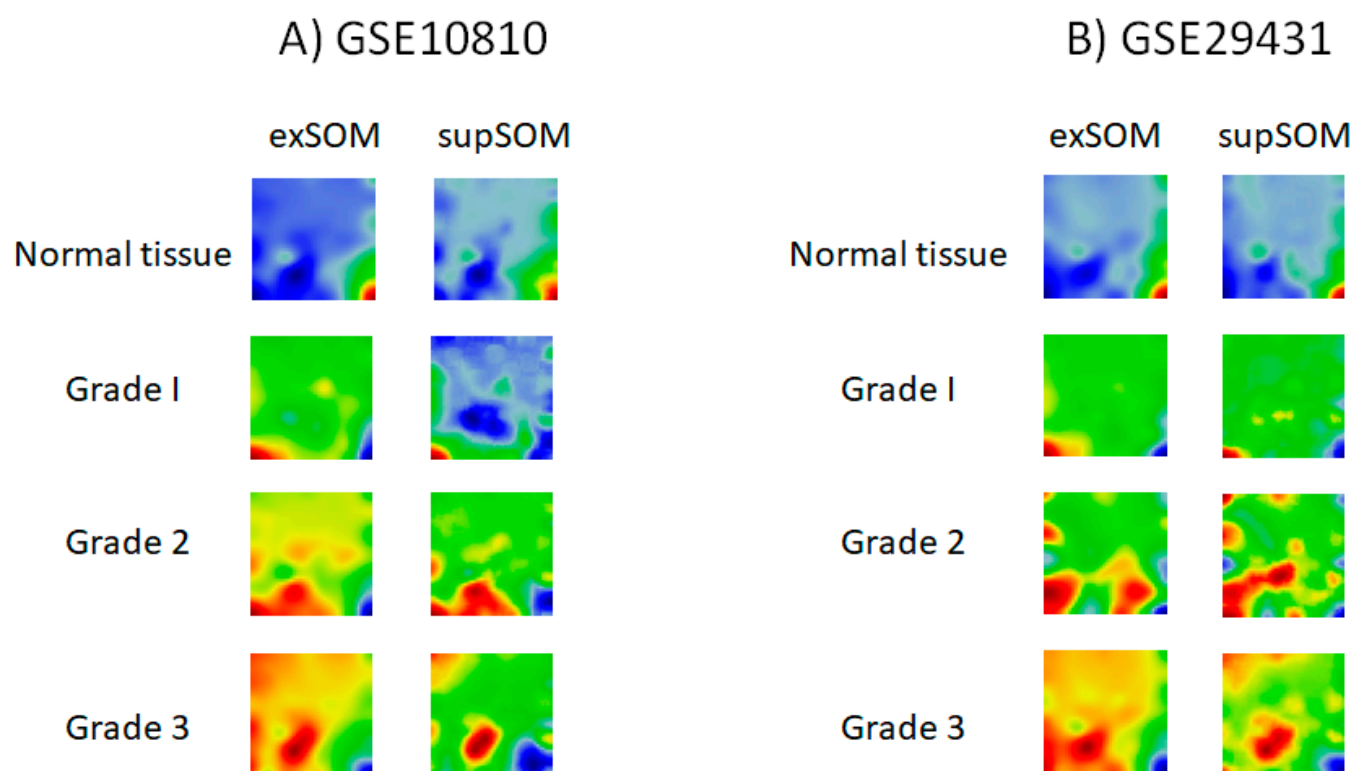 A) GSE10810
B) GSE29431
exSOM supSOM
exSOM supSOM
Normal tissue
Normal tissue
Grade I
Grade I
Grade 2
Grade 2
Grade 3
Grade 3